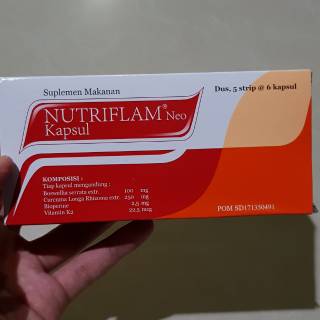 Suplemen Makanan
Dus, 5 strip @ 6 kapsul
NUTRIFLAM® Neo
Kapsul
KOMPOSISI :
Tiap kapsul mengandung :
Boswellia serrata extr. 100 mg
Curcuma Longa Rhizoma extr. 250 mg
Bioperine 2,5 mg
Vitamin K2 22,5 mcg
POM SD171350491